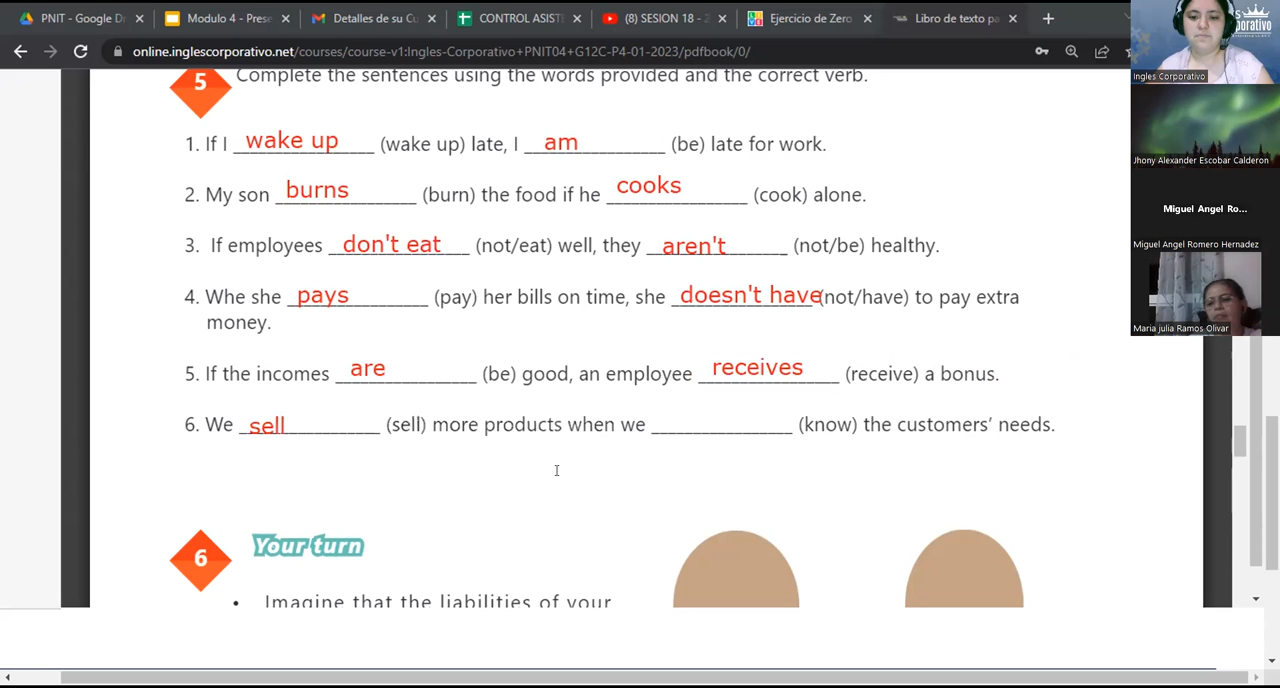 PNIT - Google Dr
Modulo 4 - Prese
Detalles de su Cu
CONTROL ASIST
(8) SESION 18 - 2
Ejercicio de Zero
Libro de texto pa
online.inglescorporativo.net/courses/course-v1:Ingles-Corporativo+PNIT04+G12C-P4-01-2023/pdfbook/0/
Ingles Corporativo
Jhony Alexander Escobar Calderon
Miguel Angel Ro...
Miguel Angel Romero Hernadez
Maria julia Ramos Olivar
5 Complete the sentences using the words provided and the correct verb.
1. If I wake up (wake up) late, I am (be) late for work.
2. My son burns (burn) the food if he cooks (cook) alone.
3. If employees don't eat (not/eat) well, they aren't (not/be) healthy.
4. Whe she pays (pay) her bills on time, she doesn't have (not/have) to pay extra
money.
5. If the incomes are (be) good, an employee receives (receive) a bonus.
6. We sell (sell) more products when we ________________ (know) the customers' needs.
6 Your turn
• Imagine that the liabilities of your